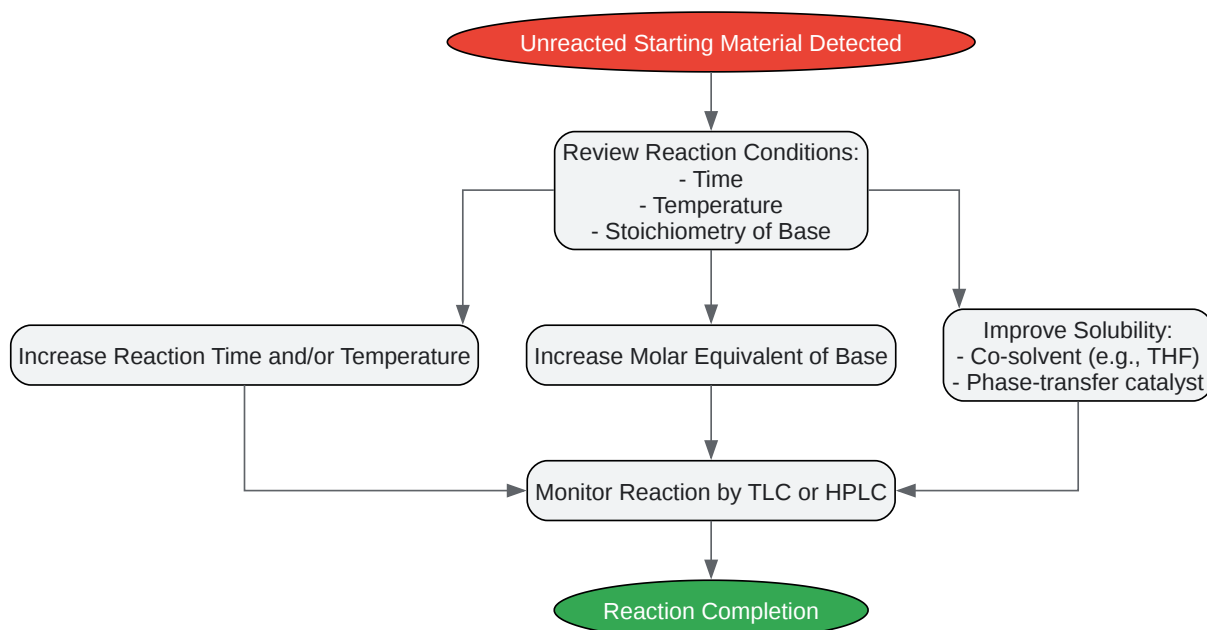 Unreacted Starting Material Detected
Review Reaction Conditions:
- Time
- Temperature
- Stoichiometry of Base
Increase Reaction Time and/or Temperature
Increase Molar Equivalent of Base
Improve Solubility:
- Co-solvent (e.g., THF)
- Phase-transfer catalyst
Monitor Reaction by TLC or HPLC
Reaction Completion